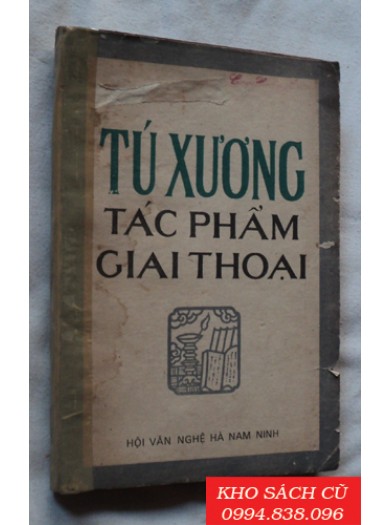 TÚ XƯƠNG
TÁC PHẨM
GIAI THOẠI
HỘI VĂN NGHỆ HÀ NAM NINH
KHO SÁCH CŨ
0994.838.096